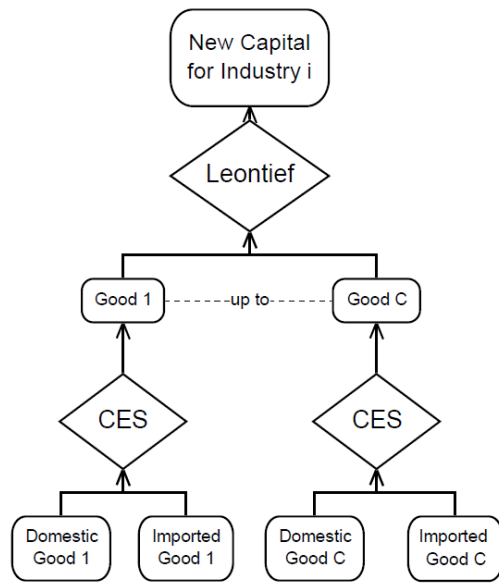 New Capital
for Industry i
Leontief
Good 1
up to
Good C
CES
CES
Domestic
Good 1
Imported
Good 1
Domestic
Good C
Imported
Good C